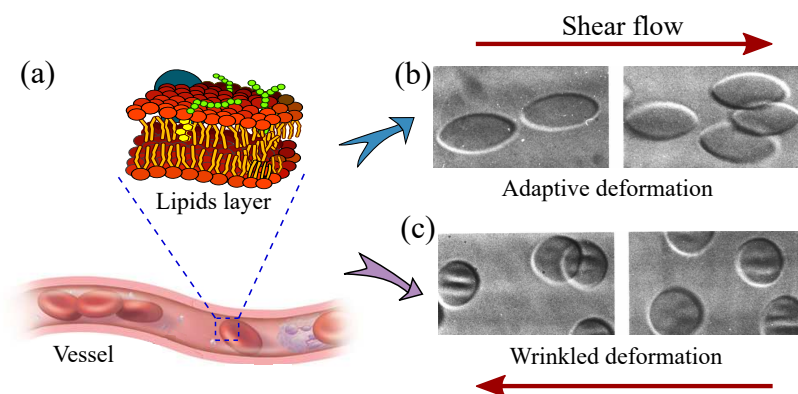 Shear flow
(a)
(b)
Lipids layer
Adaptive deformation
(c)
Vessel
Wrinkled deformation